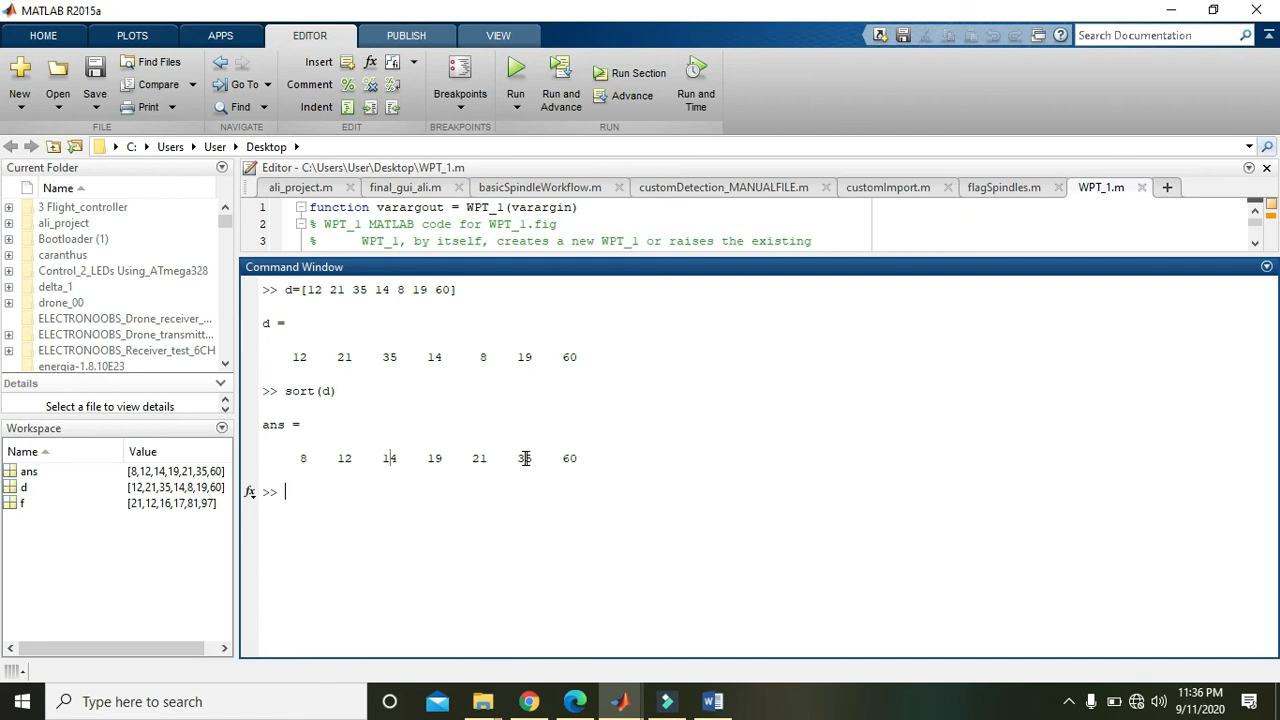 MATLAB R2015a
HOME PLOTS APPS EDITOR PUBLISH VIEW
Search Documentation
New Open Save
Find Files
Compare
Print
Go To
Find
Insert fx
Comment
Indent
Breakpoints
Run
Run and Advance
Run Section
Advance
Run and Time
FILE NAVIGATE EDIT BREAKPOINTS RUN
C: Users User Desktop
Current Folder
Name
3 Flight_controller
ali_project
Bootloader (1)
caranthus
Control_2_LEDs Using_ATmega328
delta_1
drone_00
ELECTRONOOBS_Drone_receiver_...
ELECTRONOOBS_Drone_transmitt...
ELECTRONOOBS_Receiver_test_6CH
energia-1.8.10E23
Details
Select a file to view details
Workspace
Name Value
ans [8,12,14,19,21,35,60]
d [12,21,35,14,8,19,60]
f [21,12,16,17,81,97]
Editor - C:\Users\User\Desktop\WPT_1.m
ali_project.m final_gui_ali.m basicSpindleWorkflow.m customDetection_MANUALFILE.m customImport.m flagSpindles.m WPT_1.m
1 function varargout = WPT_1(varargin)
2 % WPT_1 MATLAB code for WPT_1.fig
3 % WPT_1, by itself, creates a new WPT_1 or raises the existing
Command Window
>> d=[12 21 35 14 8 19 60]
d =
12 21 35 14 8 19 60
>> sort(d)
ans =
8 12 14 19 21 35 60
fx >>
Type here to search
11:36 PM
9/11/2020